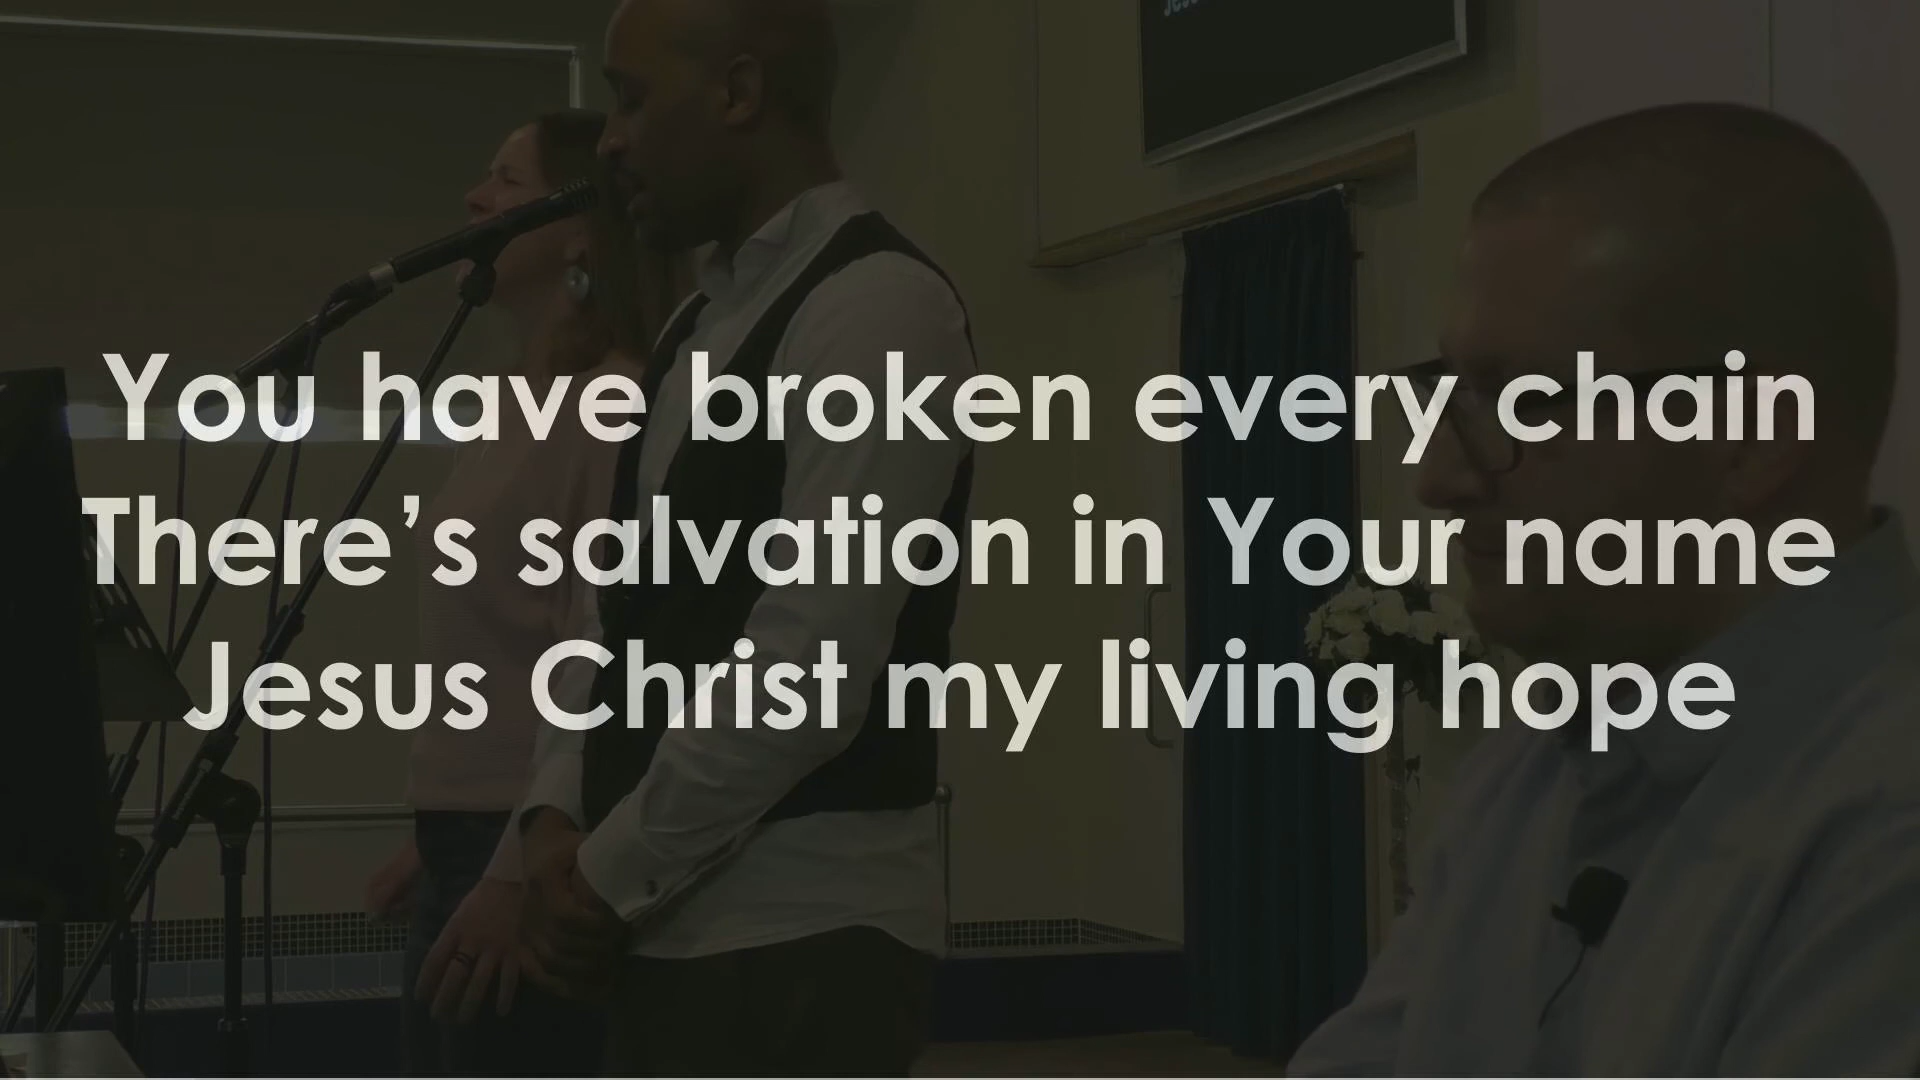 You have broken every chain
There’s salvation in Your name
Jesus Christ my living hope